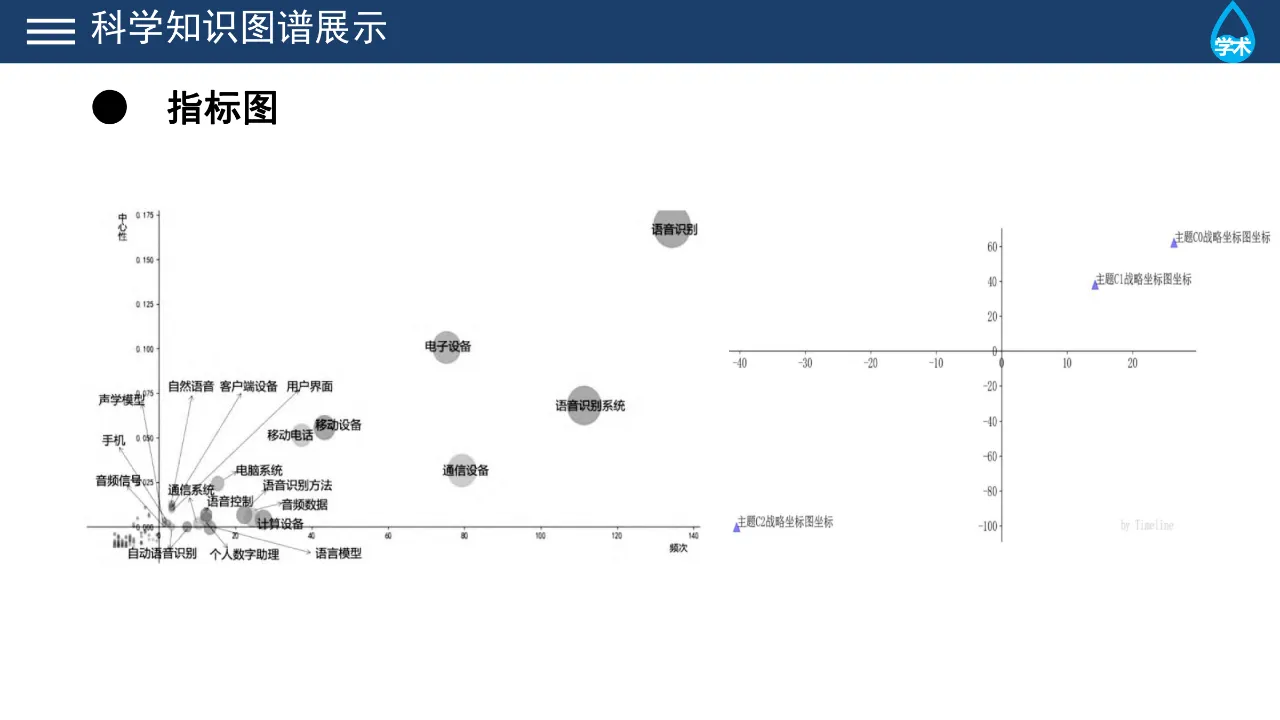 科学知识图谱展示
学术
● 指标图
中心性
0.175
0.150
0.125
0.100
0.075
0.050
0.025
0.000
0
20
40
60
80
100
120
140
频次
语音识别
电子设备
语音识别系统
通信设备
移动设备
移动电话
自然语音
客户端设备
用户界面
声学模型
手机
音频信号
通信系统
电脑系统
语音识别方法
语音控制
音频数据
计算设备
自动语音识别
个人数字助理
语言模型
60
40
20
0
-20
-40
-60
-80
-100
-40
-30
-20
-10
0
10
20
主题C0战略坐标图坐标
主题C1战略坐标图坐标
主题C2战略坐标图坐标
by Timeline